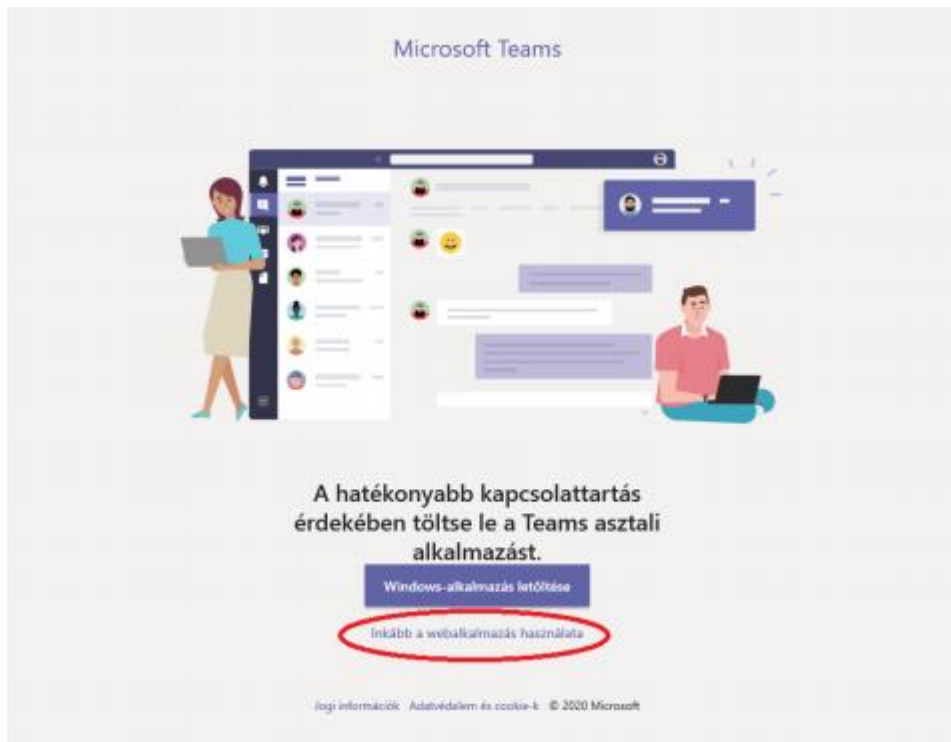 Microsoft Teams
A hatékonyabb kapcsolattartás
érdekében töltse le a Teams asztali
alkalmazást.
Windows-alkalmazás letöltése
Inkább a webalkalmazás használata
Jogi információk Adatvédelem és cookie-k © 2020 Microsoft